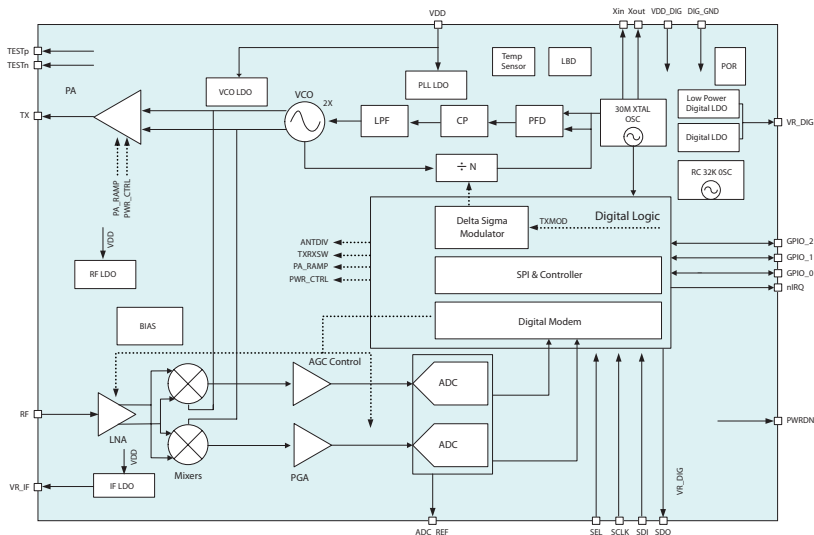 VDD
Xin
Xout
VDD_DIG
DIG_GND
TESTp
TESTn
PA
TX
VCO LDO
VCO
2X
PLL LDO
Temp
Sensor
LBD
POR
LPF
CP
PFD
30M XTAL
OSC
Low Power
Digital LDO
Digital LDO
VR_DIG
RC 32K 0SC
÷ N
PA_RAMP
PWR_CTRL
VDD
RF LDO
Delta Sigma
Modulator
TXMOD
Digital Logic
ANTDIV
TXRXSW
PA_RAMP
PWR_CTRL
SPI & Controller
GPIO_2
GPIO_1
GPIO_0
nIRQ
BIAS
Digital Modem
AGC Control
ADC
RF
LNA
PWRDN
ADC
VDD
Mixers
PGA
IF LDO
VR_IF
VR_DIG
ADC_REF
SEL
SCLK
SDI
SDO